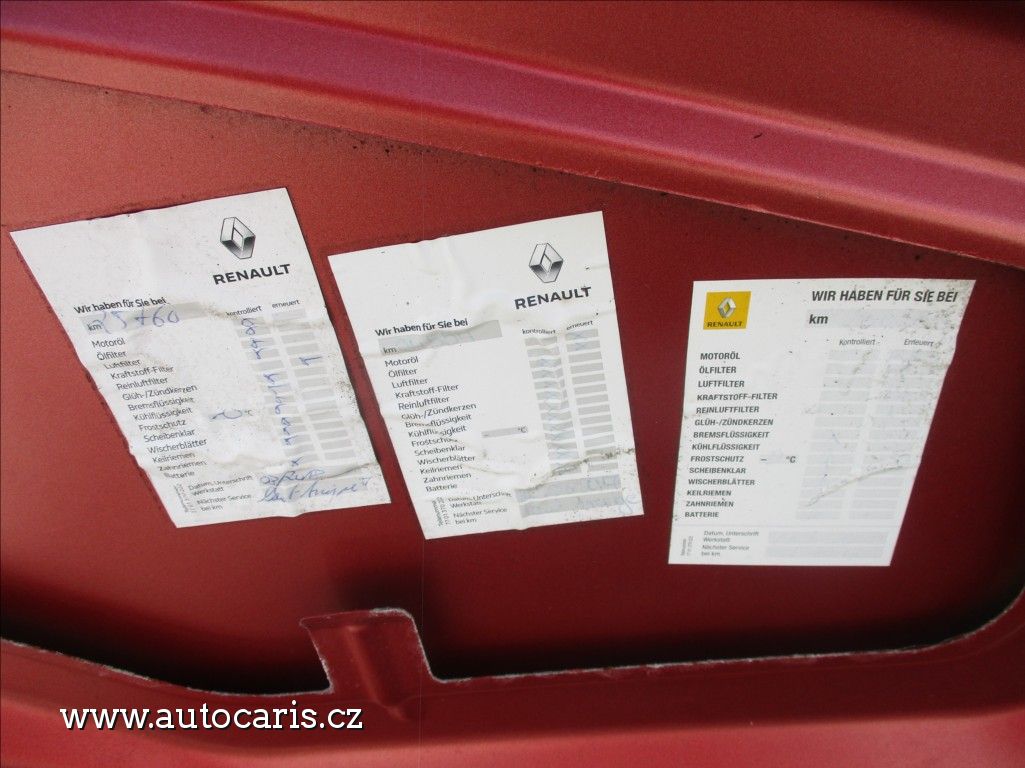 RENAULT
Wir haben für Sie bei
km
kontrolliert erneuert
Motoröl
Ölfilter
Luftfilter
Kraftstoff-Filter
Reinluftfilter
Glüh-/Zündkerzen
Bremsflüssigkeit
Kühlflüssigkeit
Frostschutz
Scheibenklar
Wischerblätter
Keilriemen
Zahnriemen
Batterie
Datum, Unterschrift
Werkstatt
Nächster Service
bei km
RENAULT
Wir haben für Sie bei
km
kontrolliert erneuert
Motoröl
Ölfilter
Luftfilter
Kraftstoff-Filter
Reinluftfilter
Glüh-/Zündkerzen
Bremsflüssigkeit
Kühlflüssigkeit
Frostschutz – °C
Scheibenklar
Wischerblätter
Keilriemen
Zahnriemen
Batterie
Datum, Unterschrift
Werkstatt
Nächster Service
bei km
RENAULT
WIR HABEN FÜR SIE BEI
km
Kontrolliert Erneuert
MOTORÖL
ÖLFILTER
LUFTFILTER
KRAFTSTOFF-FILTER
REINLUFTFILTER
GLÜH-/ZÜNDKERZEN
BREMSFLÜSSIGKEIT
KÜHLFLÜSSIGKEIT
FROSTSCHUTZ – °C
SCHEIBENKLAR
WISCHERBLÄTTER
KEILRIEMEN
ZAHNRIEMEN
BATTERIE
Datum, Unterschrift
Werkstatt
Nächster Service
bei km
www.autocaris.cz